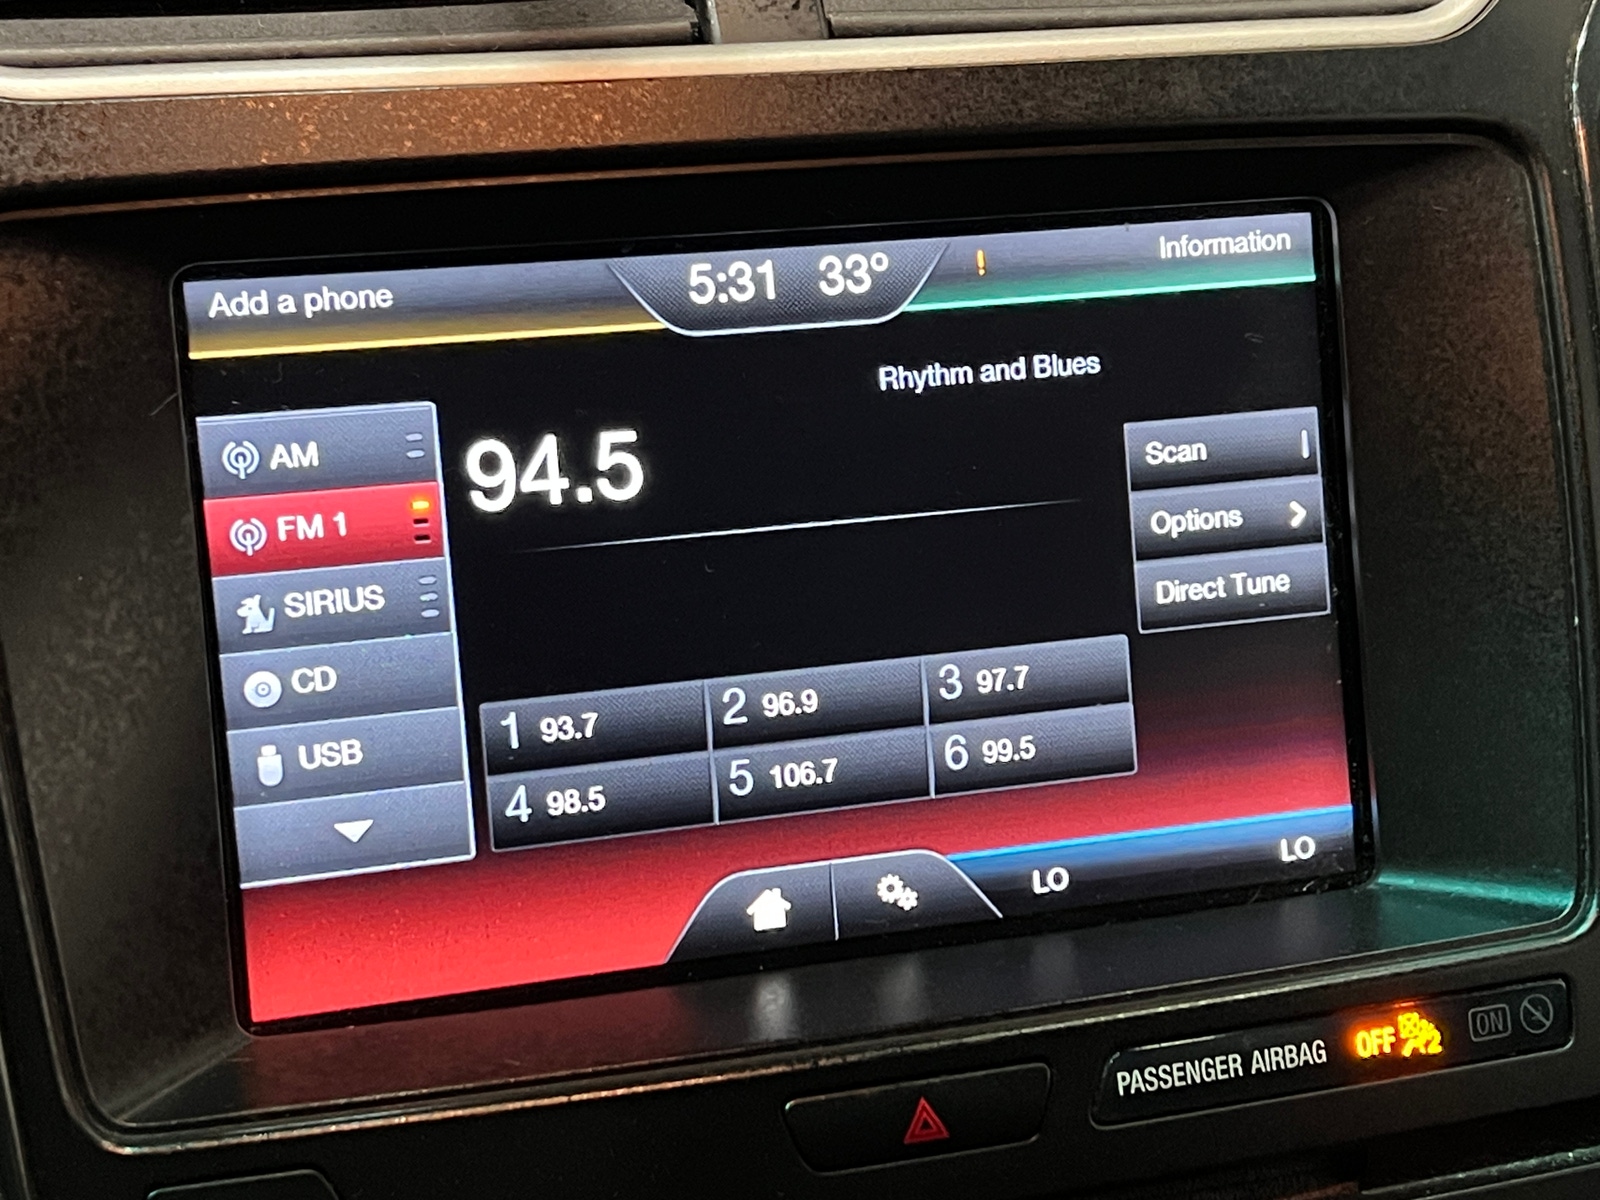 Add a phone
5:31 33°
!
Information
Rhythm and Blues
94.5
AM
FM 1
SIRIUS
CD
USB
Scan
Options
Direct Tune
1 93.7
2 96.9
3 97.7
4 98.5
5 106.7
6 99.5
LO
LO
PASSENGER AIRBAG OFF 2 ON